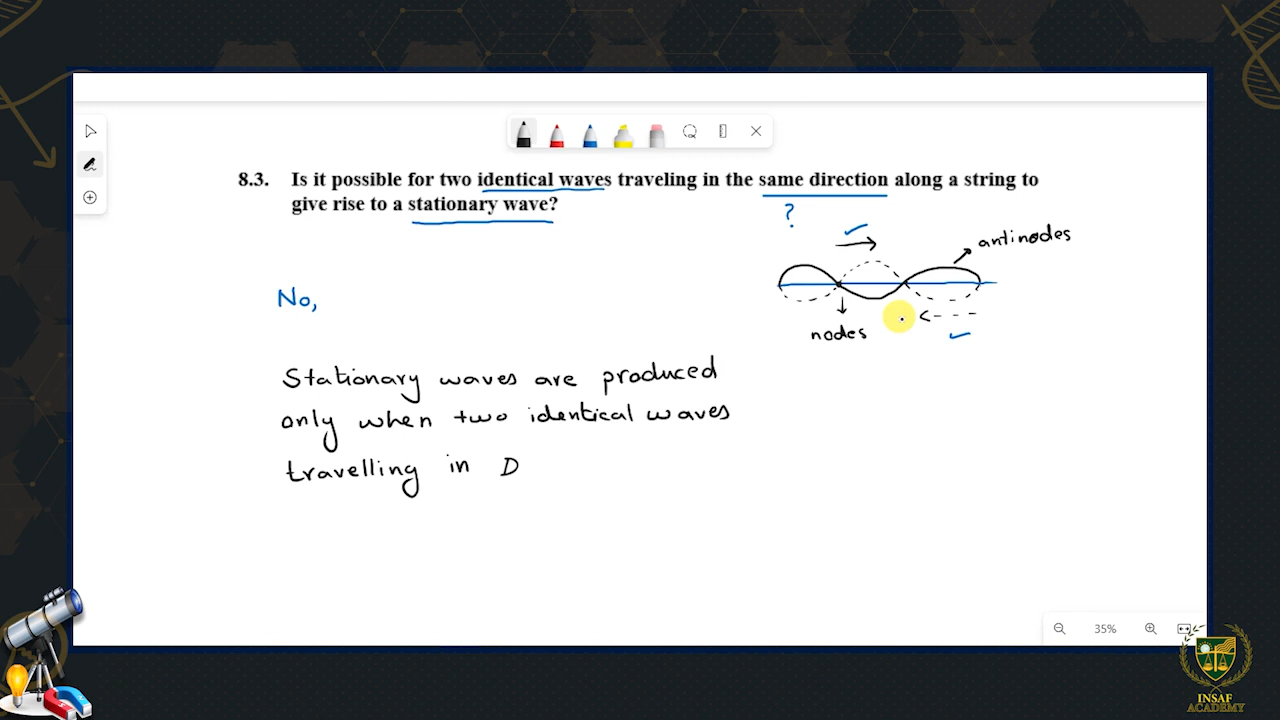 8.3. Is it possible for two identical waves traveling in the same direction along a string to
give rise to a stationary wave?
?
antinodes
nodes
No,
Stationary waves are produced
only when two identical waves
travelling in D
35%
INSAF
ACADEMY